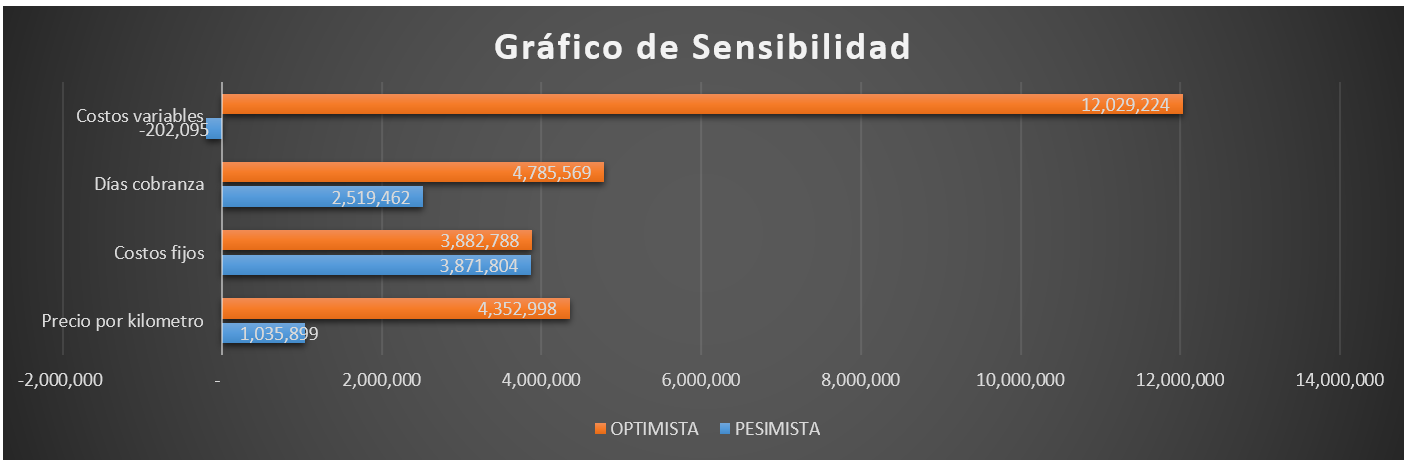 Gráfico de Sensibilidad
12,029,224
Costos variables
-202,095
4,785,569
Días cobranza
2,519,462
3,882,788
Costos fijos
3,871,804
4,352,998
Precio por kilometro
1,035,899
-2,000,000 - 2,000,000 4,000,000 6,000,000 8,000,000 10,000,000 12,000,000 14,000,000
OPTIMISTA PESIMISTA